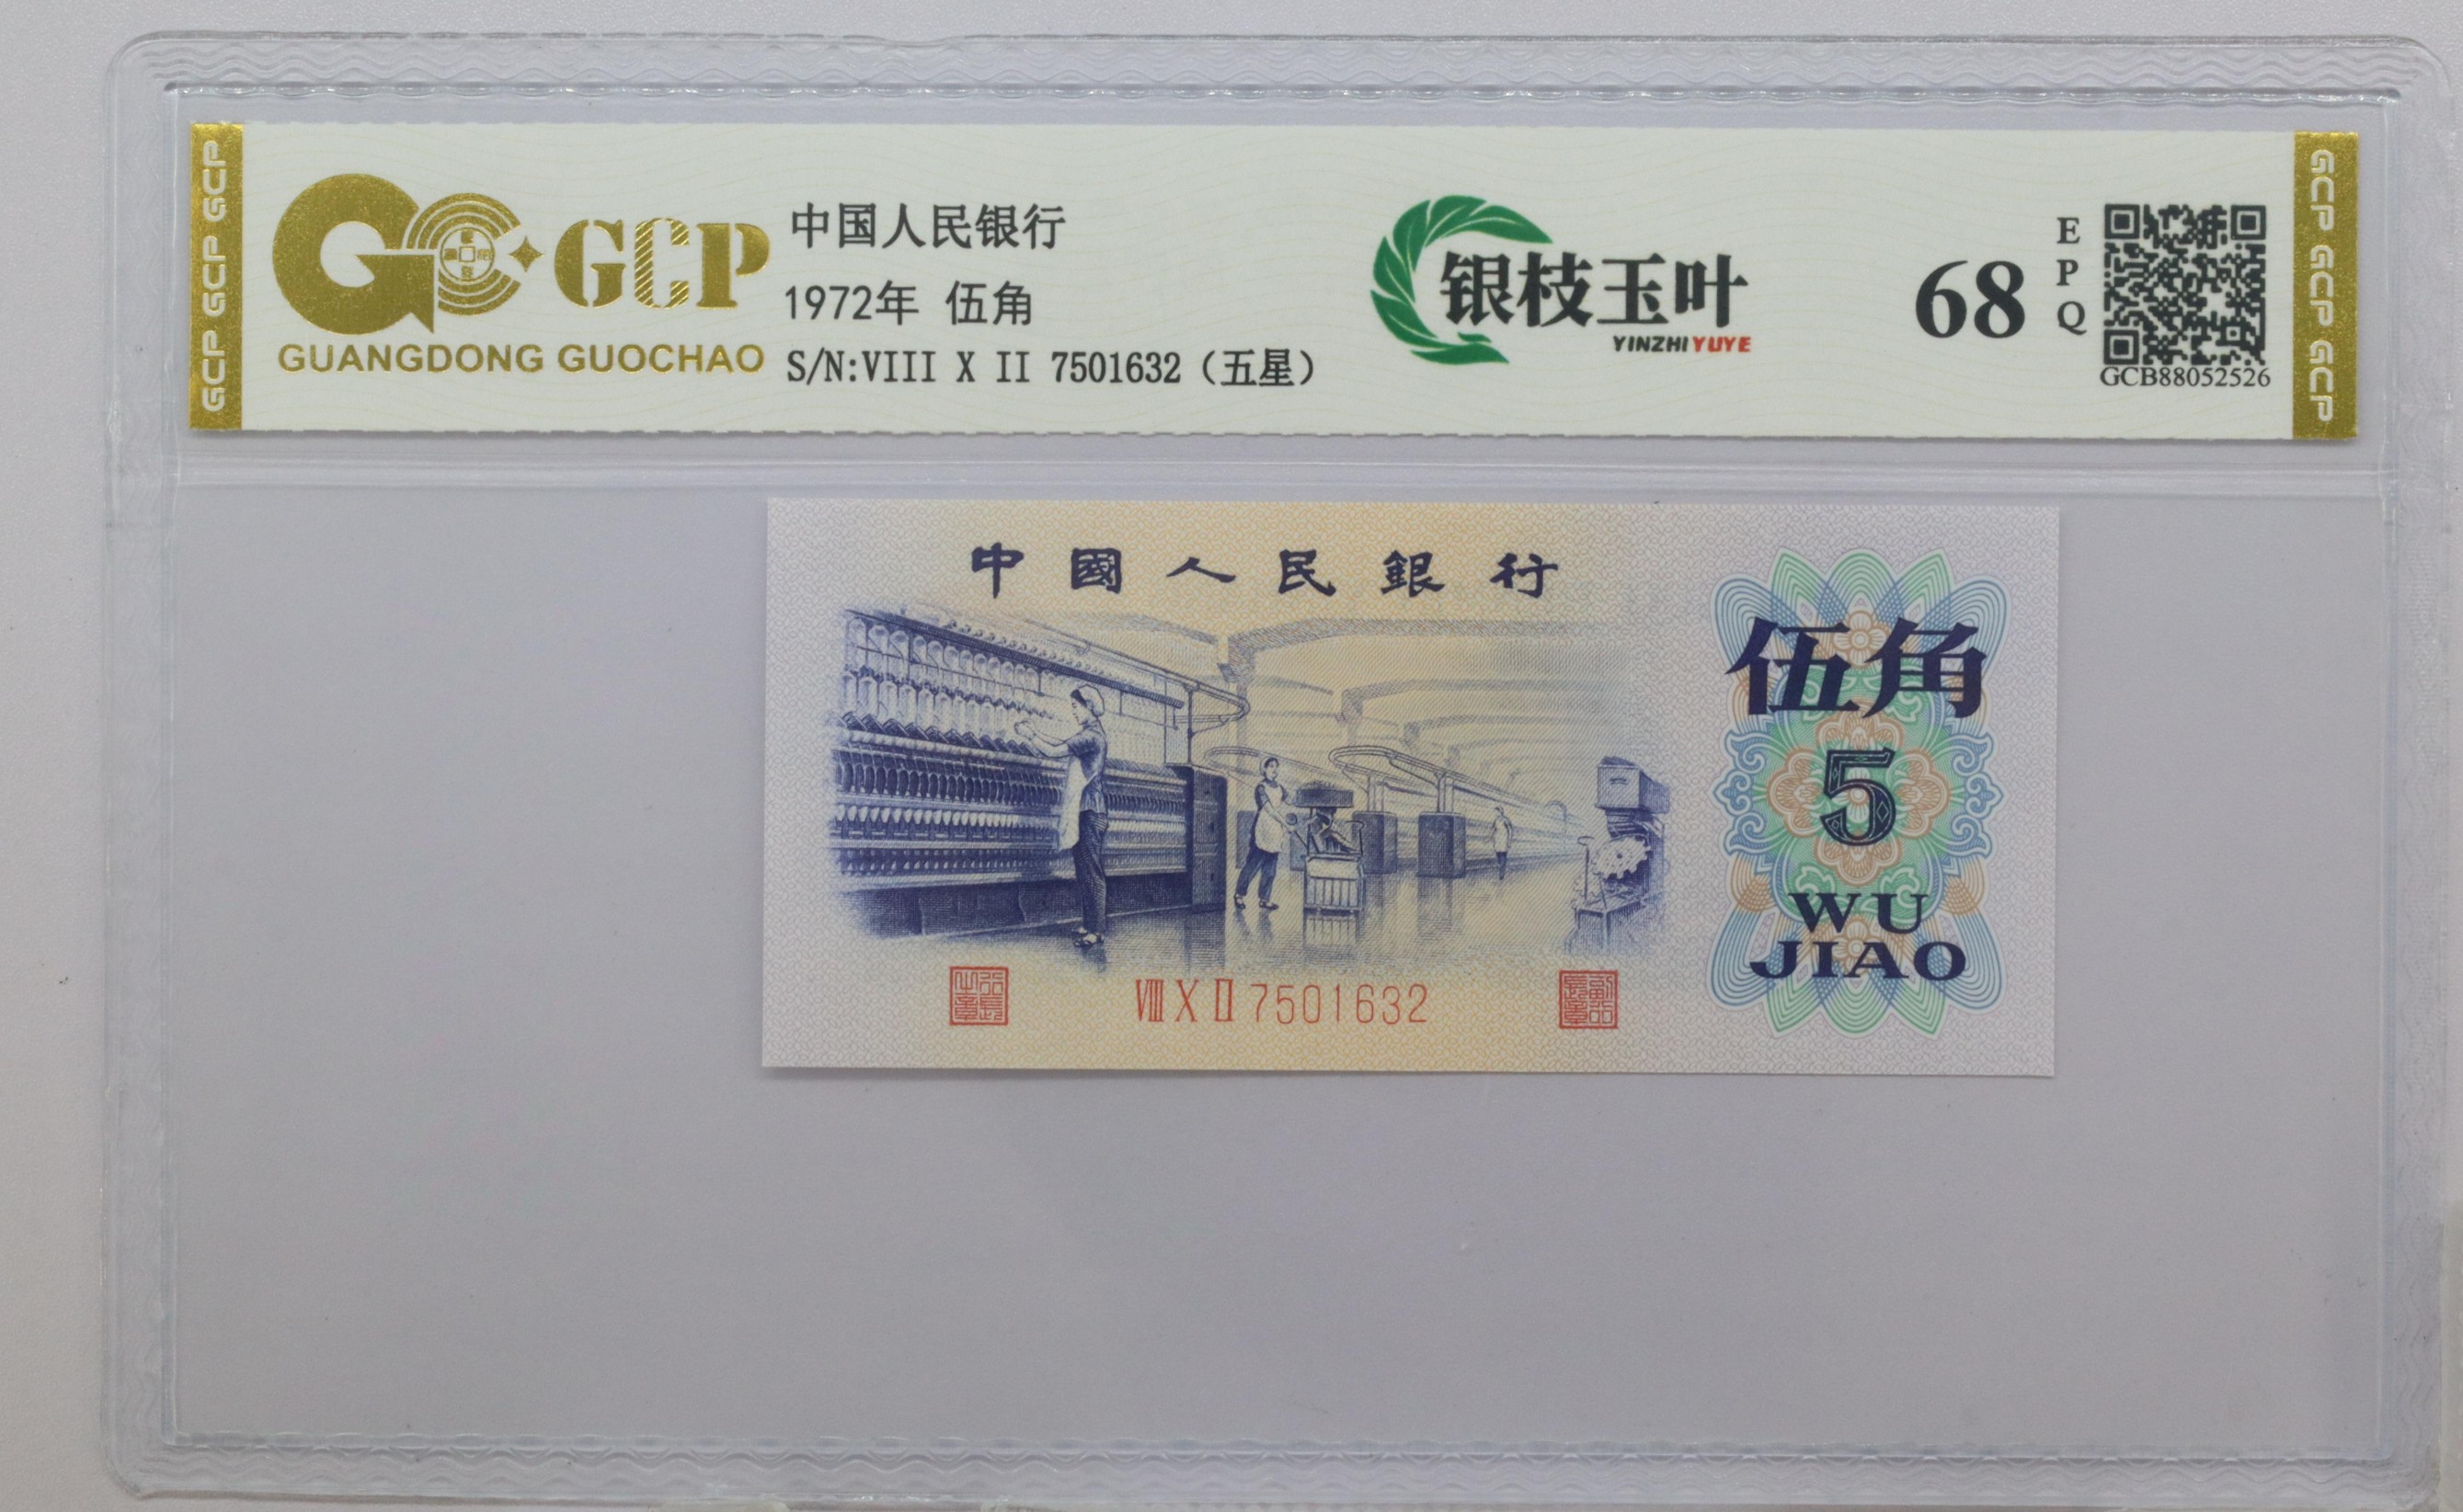 GCP GCP GCP
GCP
GUANGDONG GUOCHAO
中国人民银行
1972年 伍角
S/N:VIII X II 7501632（五星）
银枝玉叶
YINZHIYUYE
68
EPQ
GCB88052526
GCP GCP GCP
中國人民銀行
伍角
5
WU
JIAO
Ⅷ Ⅹ Ⅱ 7501632